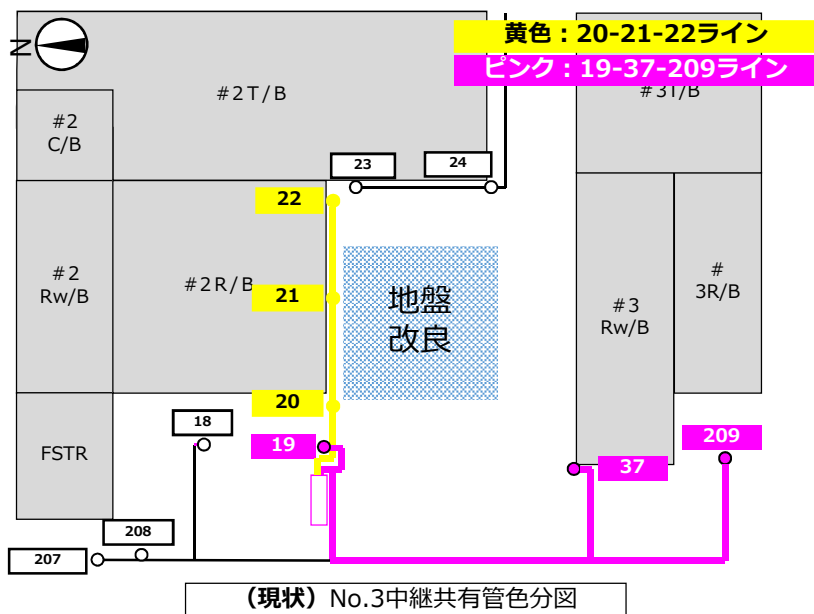 黄色：20-21-22ライン
ピンク：19-37-209ライン
N
#2T/B
#3T/B
#2
C/B
23
24
22
#2
Rw/B
#2R/B
21
地盤
改良
#3
Rw/B
#
3R/B
20
18
19
209
FSTR
37
208
207
（現状）No.3中継共有管色分図